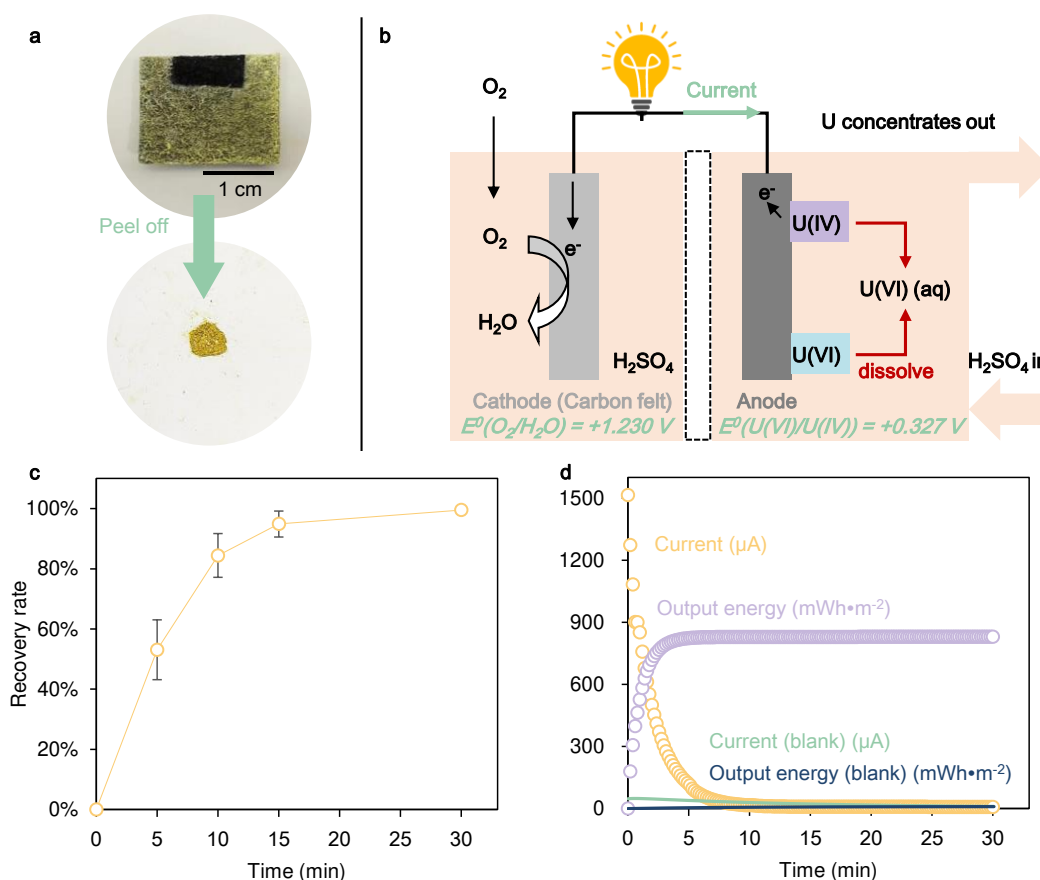 a
1 cm
Peel off
b
O₂
Current
U concentrates out
O₂
e⁻
H₂O
H₂SO₄
Cathode (Carbon felt)
E⁰(O₂/H₂O) = +1.230 V
e⁻
U(IV)
U(VI) (aq)
U(VI)
dissolve
H₂SO₄ in
Anode
E⁰(U(VI)/U(IV)) = +0.327 V
c
Recovery rate
100%
80%
60%
40%
20%
0%
0 5 10 15 20 25 30
Time (min)
d
1500
1200
900
600
300
0
Current (µA)
Output energy (mWh•m⁻²)
Current (blank) (µA)
Output energy (blank) (mWh•m⁻²)
0 5 10 15 20 25 30
Time (min)